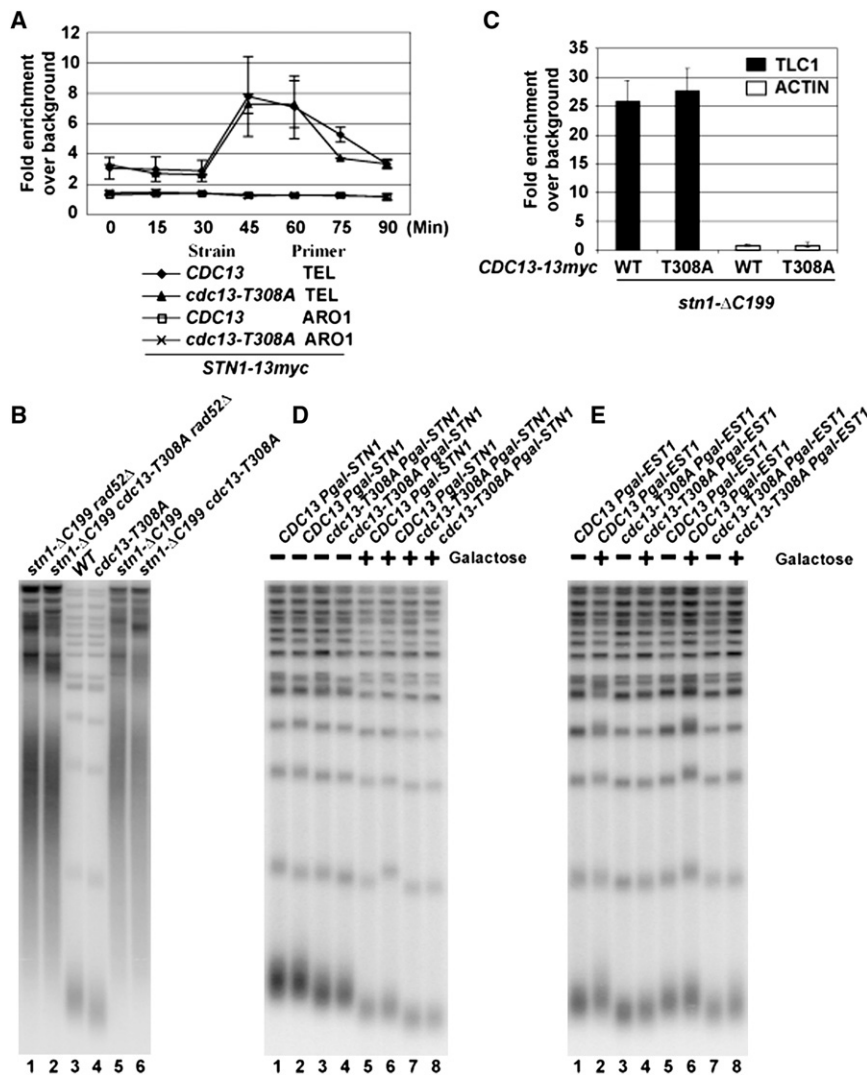 A
Fold enrichment
over background
12
10
8
6
4
2
0
0 15 30 45 60 75 90 (Min)
Strain Primer
CDC13 TEL
cdc13-T308A TEL
CDC13 ARO1
cdc13-T308A ARO1
STN1-13myc
C
Fold enrichment
over background
35
30
25
20
15
10
5
0
TLC1
ACTIN
CDC13-13myc WT T308A WT T308A
stn1-ΔC199
B
stn1-ΔC199 rad52Δ
stn1-ΔC199 cdc13-T308A rad52Δ
WT
cdc13-T308A
stn1-ΔC199
stn1-ΔC199 cdc13-T308A
1 2 3 4 5 6
D
CDC13 Pgal-STN1
CDC13 Pgal-STN1
cdc13-T308A Pgal-STN1
cdc13-T308A Pgal-STN1
CDC13 Pgal-STN1
CDC13 Pgal-STN1
cdc13-T308A Pgal-STN1
cdc13-T308A Pgal-STN1
− − − − + + + + Galactose
1 2 3 4 5 6 7 8
E
CDC13 Pgal-EST1
CDC13 Pgal-EST1
cdc13-T308A Pgal-EST1
cdc13-T308A Pgal-EST1
CDC13 Pgal-EST1
CDC13 Pgal-EST1
cdc13-T308A Pgal-EST1
cdc13-T308A Pgal-EST1
− + − + − + − + Galactose
1 2 3 4 5 6 7 8